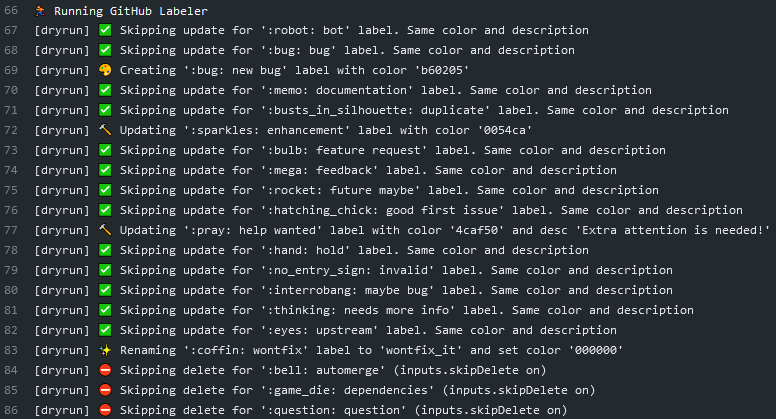 66 🏃 Running GitHub Labeler
67 [dryrun] ✅ Skipping update for ':robot: bot' label. Same color and description
68 [dryrun] ✅ Skipping update for ':bug: bug' label. Same color and description
69 [dryrun] 🎨 Creating ':bug: new bug' label with color 'b60205'
70 [dryrun] ✅ Skipping update for ':memo: documentation' label. Same color and description
71 [dryrun] ✅ Skipping update for ':busts_in_silhouette: duplicate' label. Same color and description
72 [dryrun] 🔨 Updating ':sparkles: enhancement' label with color '0054ca'
73 [dryrun] ✅ Skipping update for ':bulb: feature request' label. Same color and description
74 [dryrun] ✅ Skipping update for ':mega: feedback' label. Same color and description
75 [dryrun] ✅ Skipping update for ':rocket: future maybe' label. Same color and description
76 [dryrun] ✅ Skipping update for ':hatching_chick: good first issue' label. Same color and description
77 [dryrun] 🔨 Updating ':pray: help wanted' label with color '4caf50' and desc 'Extra attention is needed!'
78 [dryrun] ✅ Skipping update for ':hand: hold' label. Same color and description
79 [dryrun] ✅ Skipping update for ':no_entry_sign: invalid' label. Same color and description
80 [dryrun] ✅ Skipping update for ':interrobang: maybe bug' label. Same color and description
81 [dryrun] ✅ Skipping update for ':thinking: needs more info' label. Same color and description
82 [dryrun] ✅ Skipping update for ':eyes: upstream' label. Same color and description
83 [dryrun] ✨ Renaming ':coffin: wontfix' label to 'wontfix_it' and set color '000000'
84 [dryrun] ⛔ Skipping delete for ':bell: automerge' (inputs.skipDelete on)
85 [dryrun] ⛔ Skipping delete for ':game_die: dependencies' (inputs.skipDelete on)
86 [dryrun] ⛔ Skipping delete for ':question: question' (inputs.skipDelete on)